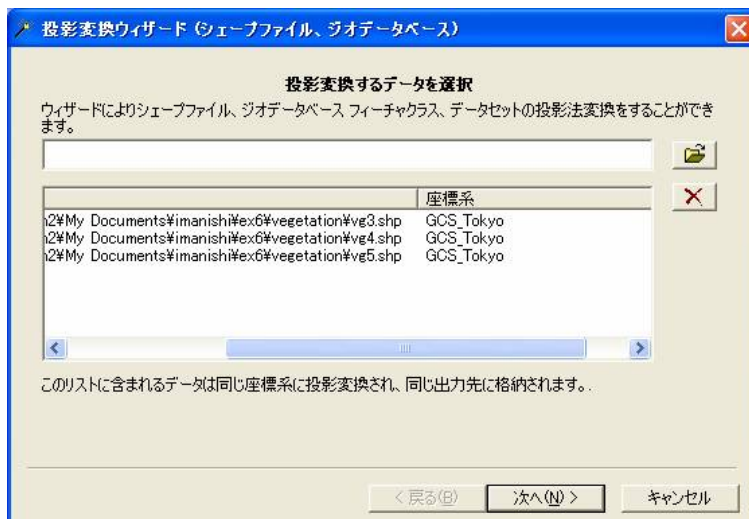 投影変換ウィザード (シェープファイル、ジオデータベース)
投影変換するデータを選択
ウィザードによりシェープファイル、ジオデータベース フィーチャクラス、データセットの投影法変換をすることができ
ます。
座標系
n2¥My Documents¥imanishi¥ex6¥vegetation¥vg3.shp GCS_Tokyo
n2¥My Documents¥imanishi¥ex6¥vegetation¥vg4.shp GCS_Tokyo
n2¥My Documents¥imanishi¥ex6¥vegetation¥vg5.shp GCS_Tokyo
このリストに含まれるデータは同じ座標系に投影変換され、同じ出力先に格納されます。.
< 戻る(B) 次へ(N) > キャンセル